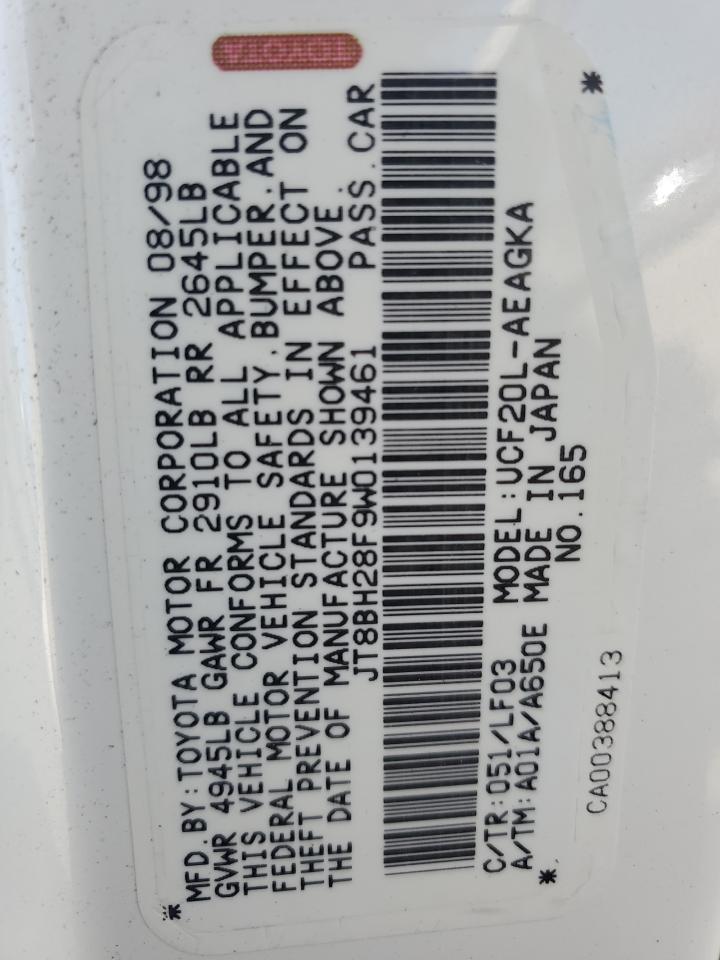 TOYOTA
MFD.BY:TOYOTA MOTOR CORPORATION 08/98
GVWR 4945LB GAWR FR 2910LB RR 2645LB
THIS VEHICLE CONFORMS TO ALL APPLICABLE
FEDERAL MOTOR VEHICLE SAFETY.BUMPER.AND
THEFT PREVENTION STANDARDS IN EFFECT ON
THE DATE OF MANUFACTURE SHOWN ABOVE.
JT8BH28F9W0139461 PASS.CAR
C/TR:051/LF03 MODEL:UCF20L-AEAGKA
A/TM:A01A/A650E MADE IN JAPAN
NO.165
CA00388413